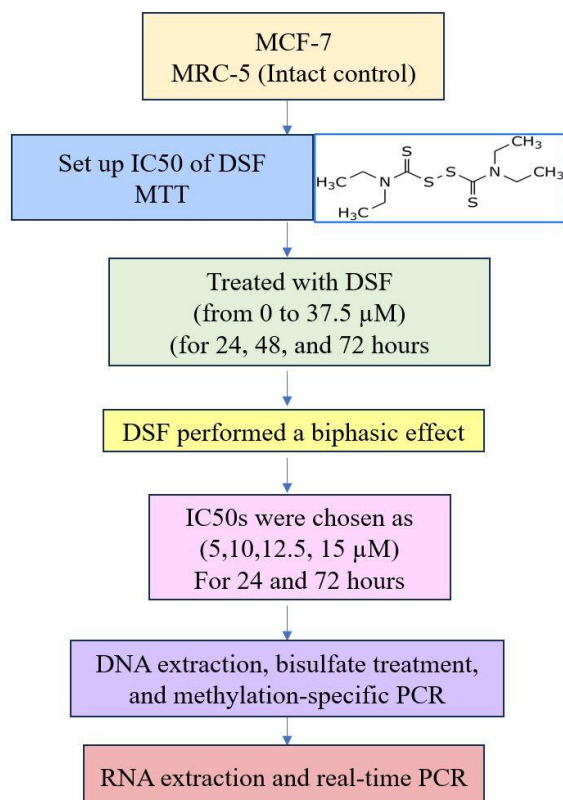 MCF-7
MRC-5 (Intact control)
Set up IC50 of DSF
MTT
H₃C
N
S
S
S
S
N
CH₃
CH₃
H₃C
Treated with DSF
(from 0 to 37.5 µM)
(for 24, 48, and 72 hours
DSF performed a biphasic effect
IC50s were chosen as
(5,10,12.5, 15 µM)
For 24 and 72 hours
DNA extraction, bisulfate treatment,
and methylation-specific PCR
RNA extraction and real-time PCR